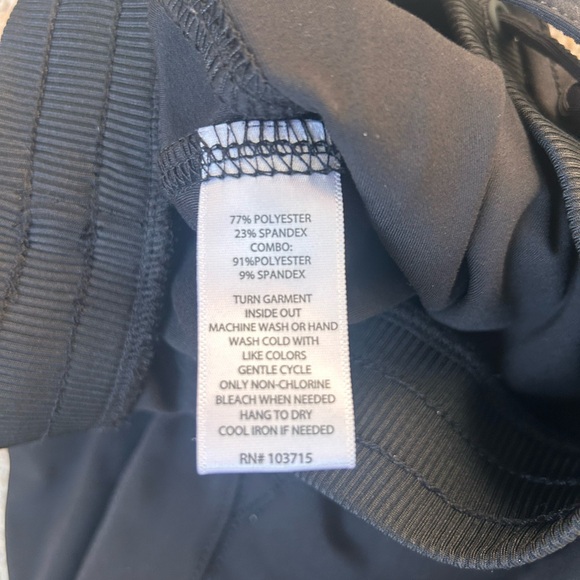 77% POLYESTER
23% SPANDEX
COMBO:
91%POLYESTER
9% SPANDEX
TURN GARMENT
INSIDE OUT
MACHINE WASH OR HAND
WASH COLD WITH
LIKE COLORS
GENTLE CYCLE
ONLY NON-CHLORINE
BLEACH WHEN NEEDED
HANG TO DRY
COOL IRON IF NEEDED
RN# 103715